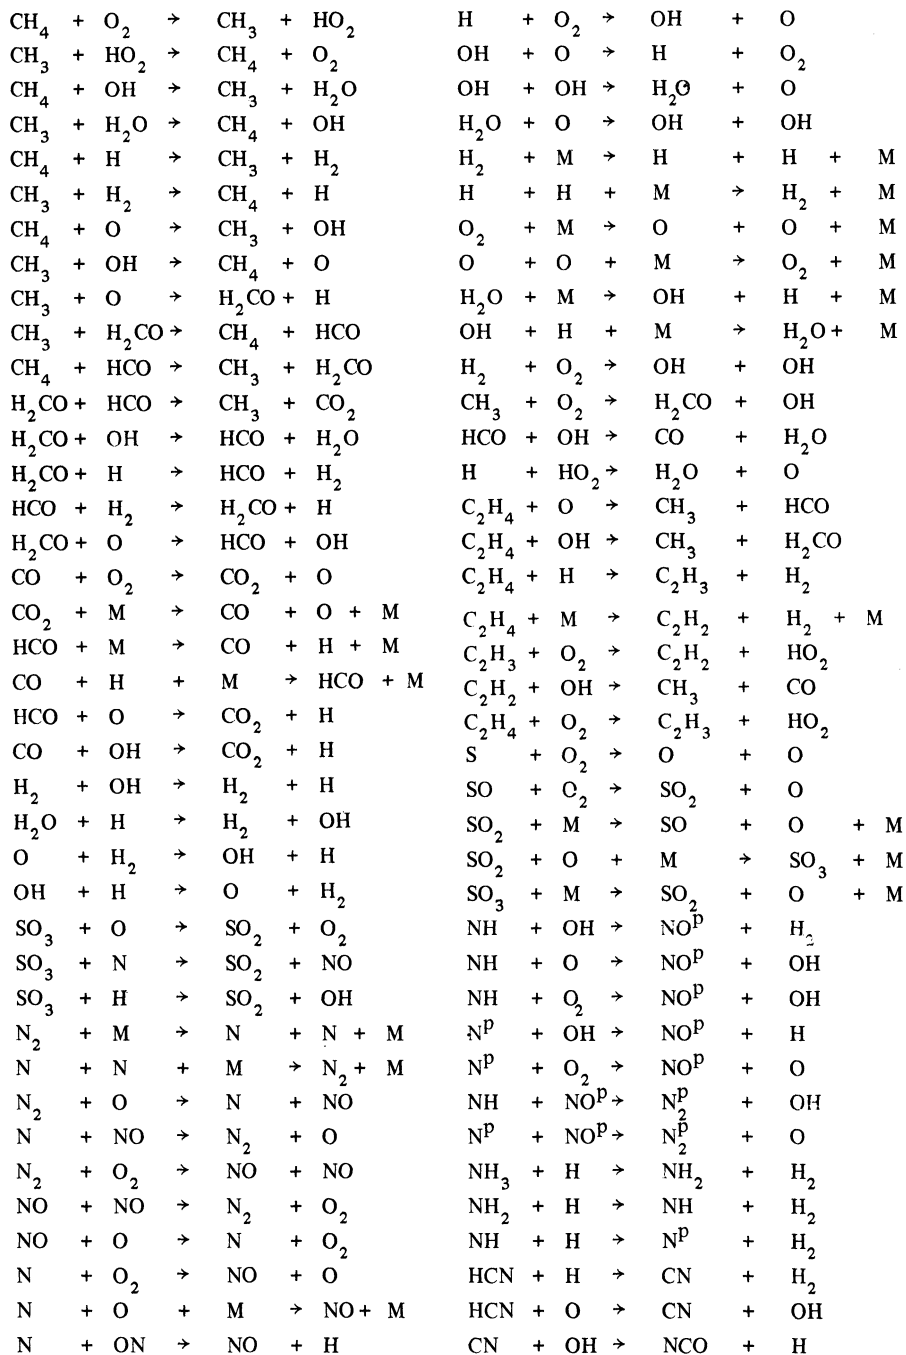 CH₄ + O₂ → CH₃ + HO₂
CH₃ + HO₂ → CH₄ + O₂
CH₄ + OH → CH₃ + H₂O
CH₃ + H₂O → CH₄ + OH
CH₄ + H → CH₃ + H₂
CH₃ + H₂ → CH₄ + H
CH₄ + O → CH₃ + OH
CH₃ + OH → CH₄ + O
CH₃ + O → H₂CO + H
CH₃ + H₂CO → CH₄ + HCO
CH₄ + HCO → CH₃ + H₂CO
H₂CO + HCO → CH₃ + CO₂
H₂CO + OH → HCO + H₂O
H₂CO + H → HCO + H₂
HCO + H₂ → H₂CO + H
H₂CO + O → HCO + OH
CO + O₂ → CO₂ + O
CO₂ + M → CO + O + M
HCO + M → CO + H + M
CO + H + M → HCO + M
HCO + O → CO₂ + H
CO + OH → CO₂ + H
H₂ + OH → H₂ + H
H₂O + H → H₂ + OH
O + H₂ → OH + H
OH + H → O + H₂
SO₃ + O → SO₂ + O₂
SO₃ + N → SO₂ + NO
SO₃ + H → SO₂ + OH
N₂ + M → N + N + M
N + N + M → N₂ + M
N₂ + O → N + NO
N + NO → N₂ + O
N₂ + O₂ → NO + NO
NO + NO → N₂ + O₂
NO + O → N + O₂
N + O₂ → NO + O
N + O + M → NO + M
N + ON → NO + H
H + O₂ → OH + O
OH + O → H + O₂
OH + OH → H₂O + O
H₂O + O → OH + OH
H₂ + M → H + H + M
H + H + M → H₂ + M
O₂ + M → O + O + M
O + O + M → O₂ + M
H₂O + M → OH + H + M
OH + H + M → H₂O + M
H₂ + O₂ → OH + OH
CH₃ + O₂ → H₂CO + OH
HCO + OH → CO + H₂O
H + HO₂ → H₂O + O
C₂H₄ + O → CH₃ + HCO
C₂H₄ + OH → CH₃ + H₂CO
C₂H₄ + H → C₂H₃ + H₂
C₂H₄ + M → C₂H₂ + H₂ + M
C₂H₃ + O₂ → C₂H₂ + HO₂
C₂H₂ + OH → CH₃ + CO
C₂H₄ + O₂ → C₂H₃ + HO₂
S + O₂ → O + O
SO + O₂ → SO₂ + O
SO₂ + M → SO + O + M
SO₂ + O + M → SO₃ + M
SO₃ + M → SO₂ + O + M
NH + OH → NOᵖ + H₂
NH + O → NOᵖ + OH
NH + O₂ → NOᵖ + OH
Nᵖ + OH → NOᵖ + H
Nᵖ + O₂ → NOᵖ + O
NH + NOᵖ → N₂ᵖ + OH
Nᵖ + NOᵖ → N₂ᵖ + O
NH₃ + H → NH₂ + H₂
NH₂ + H → NH + H₂
NH + H → Nᵖ + H₂
HCN + H → CN + H₂
HCN + O → CN + OH
CN + OH → NCO + H